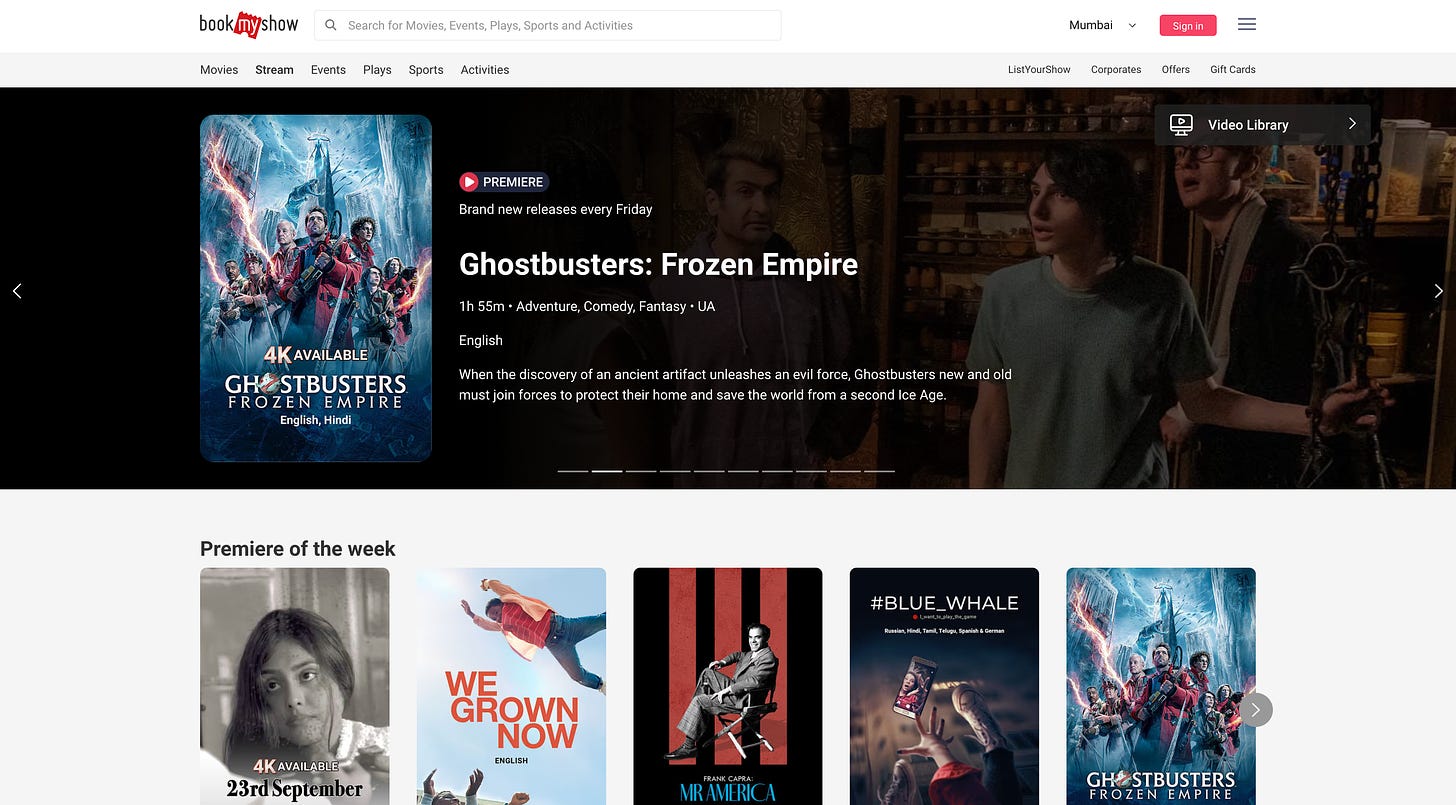 bookmyshow
Search for Movies, Events, Plays, Sports and Activities
Mumbai
Sign in
Movies
Stream
Events
Plays
Sports
Activities
ListYourShow
Corporates
Offers
Gift Cards
Video Library
4K AVAILABLE
GHOSTBUSTERS
FROZEN EMPIRE
English, Hindi
PREMIERE
Brand new releases every Friday
Ghostbusters: Frozen Empire
1h 55m • Adventure, Comedy, Fantasy • UA
English
When the discovery of an ancient artifact unleashes an evil force, Ghostbusters new and old
must join forces to protect their home and save the world from a second Ice Age.
Premiere of the week
4K AVAILABLE
23rd September
WE
GROWN
NOW
ENGLISH
FRANK CAPRA:
MR AMERICA
#BLUE_WHALE
I_want_to_play_the_game
Russian, Hindi, Tamil, Telugu, Spanish & German
GHOSTBUSTERS
FROZEN EMPIRE